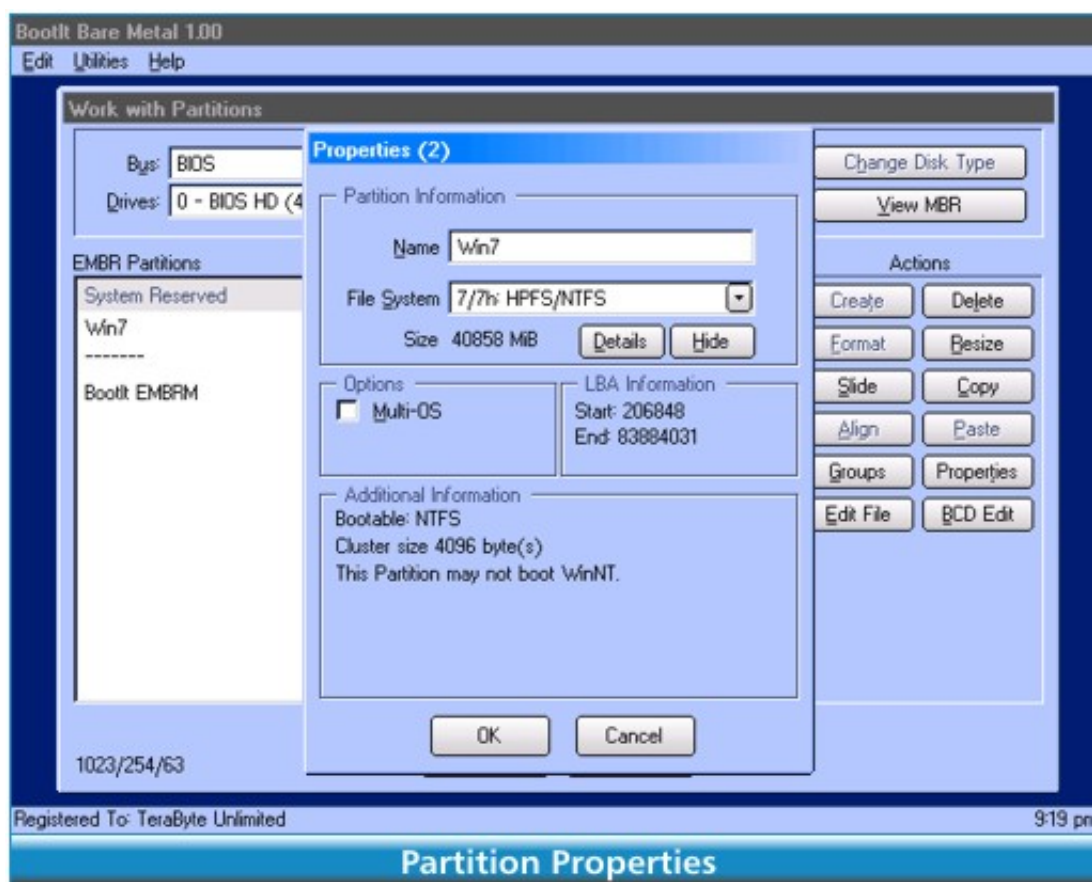 BootIt Bare Metal 1.00
Edit Utilities Help
Work with Partitions
Bus: BIOS
Drives: 0 - BIOS HD (4
Change Disk Type
View MBR
EMBR Partitions
System Reserved
Win7
-------
BootIt EMBRM
1023/254/63
Properties (2)
Partition Information
Name Win7
File System 7/7h: HPFS/NTFS
Size 40858 MiB Details Hide
Options
Multi-OS
LBA Information
Start: 206848
End: 83884031
Additional Information
Bootable: NTFS
Cluster size 4096 byte(s)
This Partition may not boot WinNT.
OK Cancel
Actions
Create Delete
Format Resize
Slide Copy
Align Paste
Groups Properties
Edit File BCD Edit
Registered To: TeraByte Unlimited 9:19 pm
Partition Properties